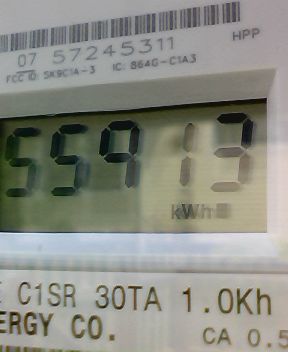 HPP
07 57245311
FCC ID: SK9C1A-3 IC: 864G-C1A3
55913
kWh
C1SR 30TA 1.0Kh
ERGY CO.
CA 0.5